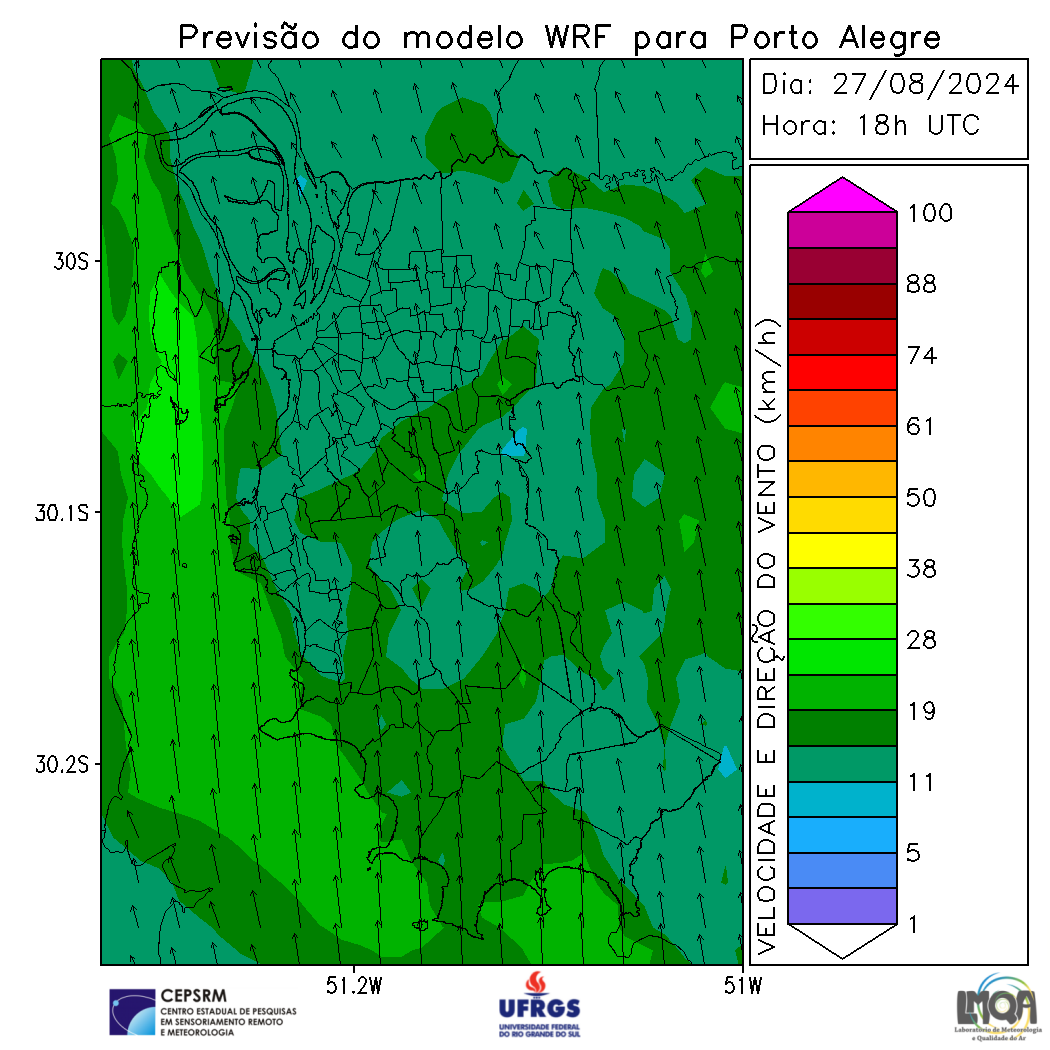 Previsão do modelo WRF para Porto Alegre
Dia: 27/08/2024
Hora: 18h UTC
30S
30.1S
30.2S
51.2W
51W
VELOCIDADE E DIREÇÃO DO VENTO (km/h)
100
88
74
61
50
38
28
19
11
5
1
CEPSRM
CENTRO ESTADUAL DE PESQUISAS
EM SENSORIAMENTO REMOTO
E METEOROLOGIA
UFRGS
UNIVERSIDADE FEDERAL
DO RIO GRANDE DO SUL
LMQA
Laboratório de Meteorologia
e Qualidade do Ar